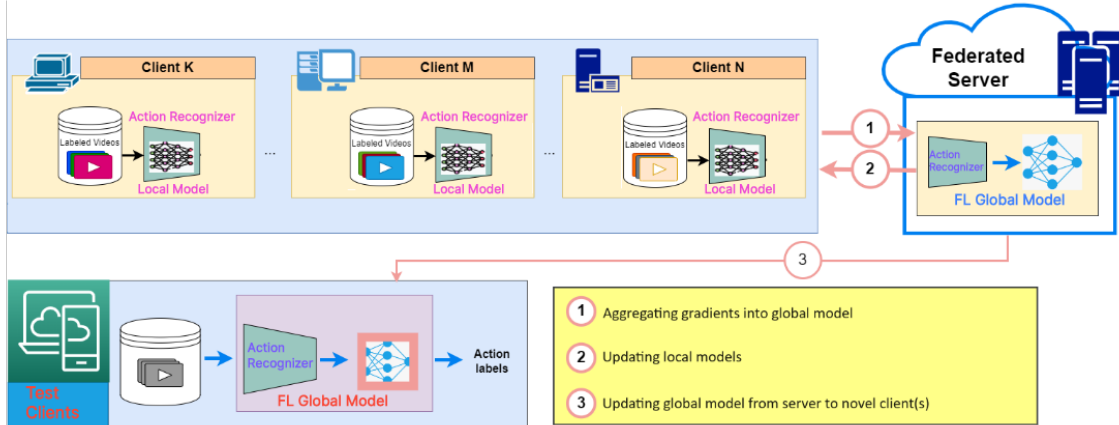 Client K
Labeled Videos
Action Recognizer
Local Model
...
Client M
Labeled Videos
Action Recognizer
Local Model
...
Client N
Labeled Videos
Action Recognizer
Local Model
1
2
Federated
Server
Action
Recognizer
FL Global Model
3
Test
Clients
Action
Recognizer
FL Global Model
Action
labels
1 Aggregating gradients into global model
2 Updating local models
3 Updating global model from server to novel client(s)